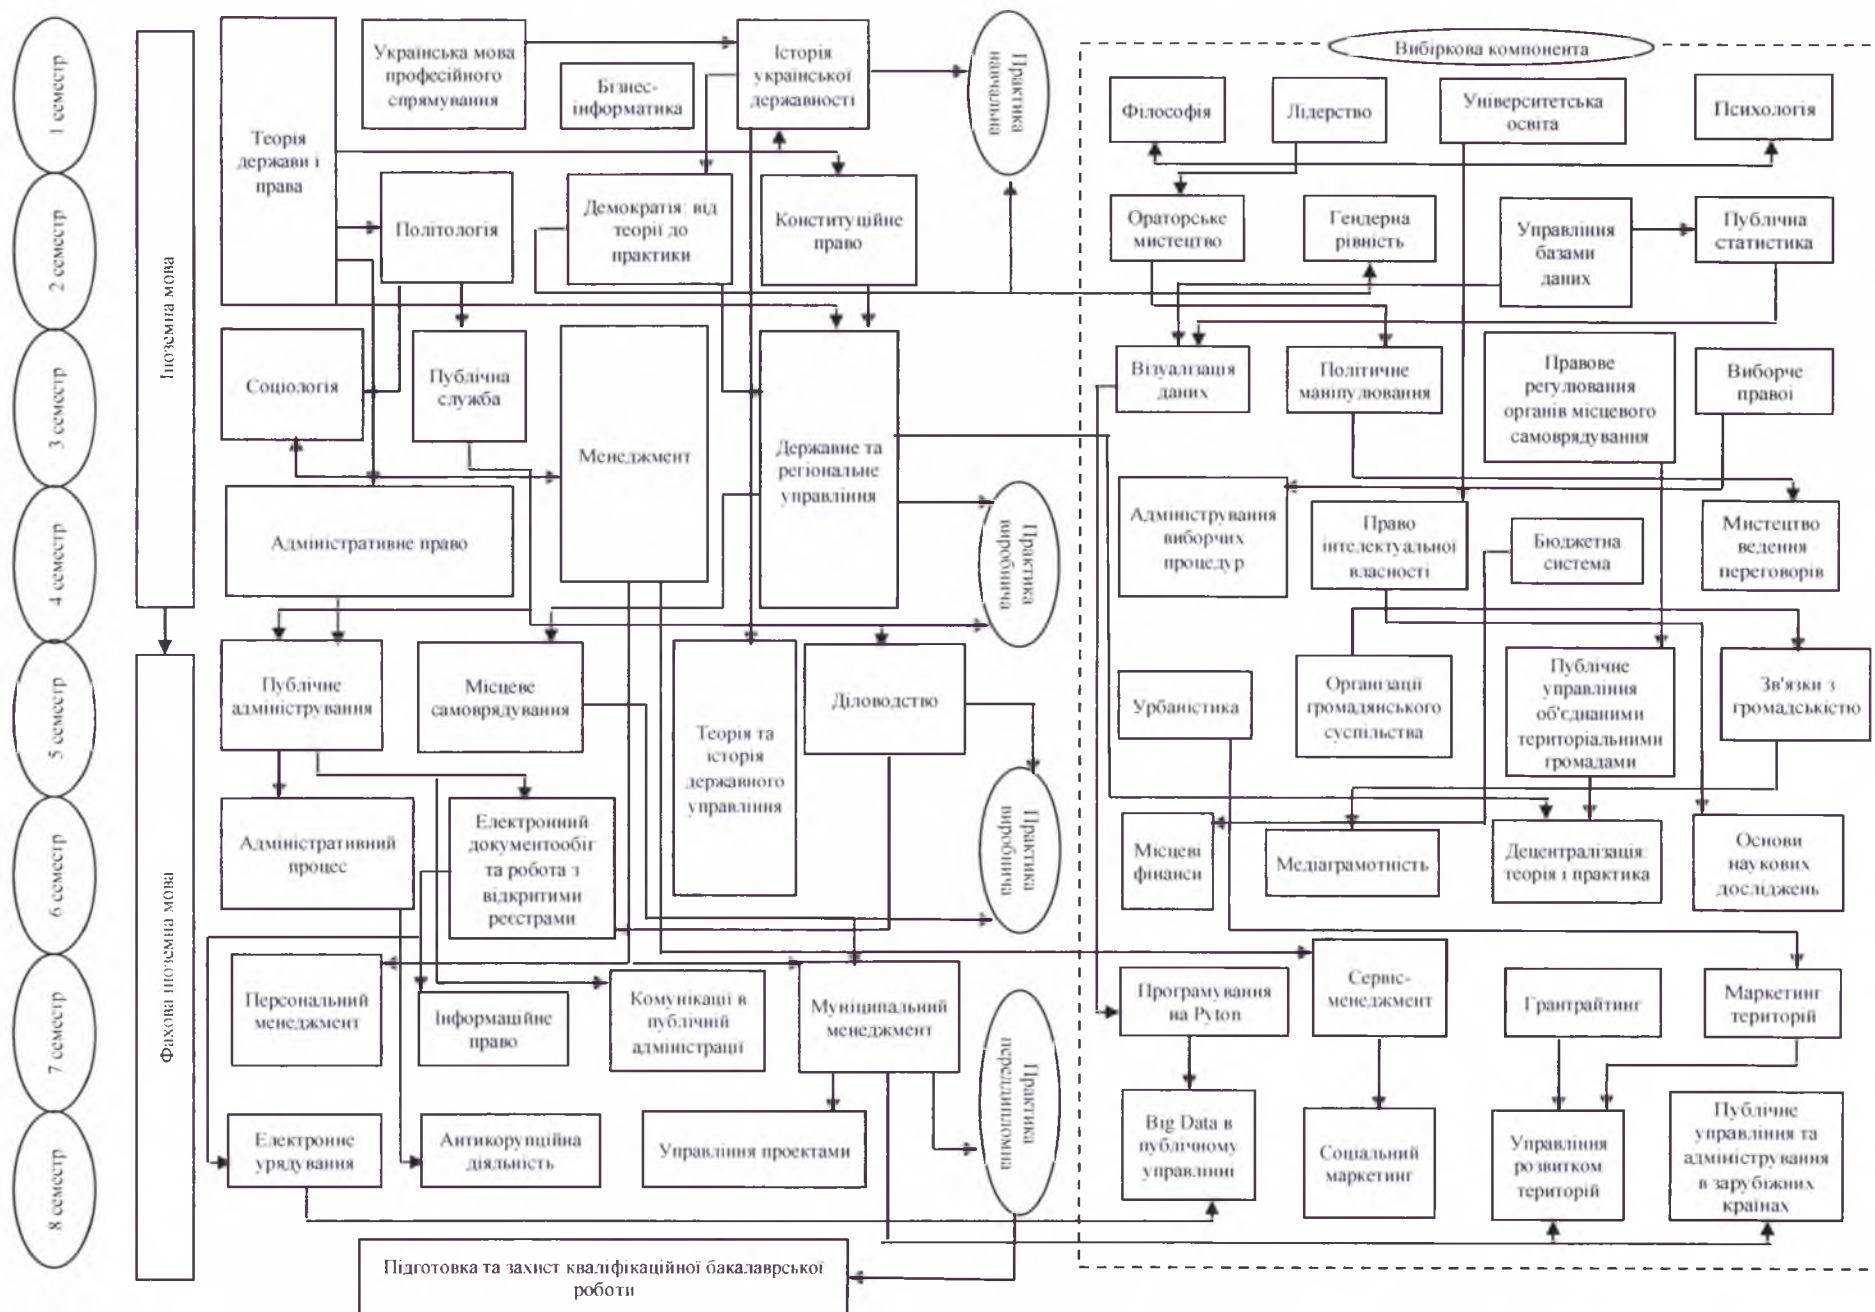 1 семестр
2 семестр
3 семестр
4 семестр
5 семестр
6 семестр
7 семестр
8 семестр
Іноземна мова
Фахова іноземна мова
Теорія
держави і
права
Українська мова
професійного
спрямування
Бізнес-
інформатика
Історія
української
державності
Практика
навчальна
Політологія
Демократія: від
теорії до
практики
Конституційне
право
Соціологія
Публічна
служба
Менеджмент
Державне та
регіональне
управління
Адміністративне право
Практика
виробнича
Публічне
адміністрування
Місцеве
самоврядування
Теорія та
історія
державного
управління
Діловодство
Практика
виробнича
Адміністративний
процес
Електронний
документообіг
та робота з
відкритими
реєстрами
Персональний
менеджмент
Інформаційне
право
Комунікації в
публічній
адміністрації
Муніципальний
менеджмент
Практика
переддипломна
Електронне
урядування
Антикорупційна
діяльність
Управління проектами
Підготовка та захист кваліфікаційної бакалаврської
роботи
Вибіркова компонента
Філософія
Лідерство
Університетська
освіта
Психологія
Ораторське
мистецтво
Гендерна
рівність
Управління
базами
даних
Публічна
статистика
Візуалізація
даних
Політичне
маніпулювання
Правове
регулювання
органів місцевого
самоврядування
Виборче
правої
Адміністрування
виборчих
процедур
Право
інтелектуальної
власності
Бюджетна
система
Мистецтво
ведення
переговорів
Урбаністика
Організації
громадянського
суспільства
Публічне
управління
об'єднаними
територіальними
громадами
Зв'язки з
громадськістю
Місцеві
фінанси
Медіаграмотність
Децентралізація:
теорія і практика
Основи
наукових
досліджень
Програмування
на Pyton
Сервіс-
менеджмент
Грантрайтинг
Маркетинг
територій
Big Data в
публічному
управлінні
Соціальний
маркетинг
Управління
розвитком
територій
Публічне
управління та
адміністрування
в зарубіжних
країнах